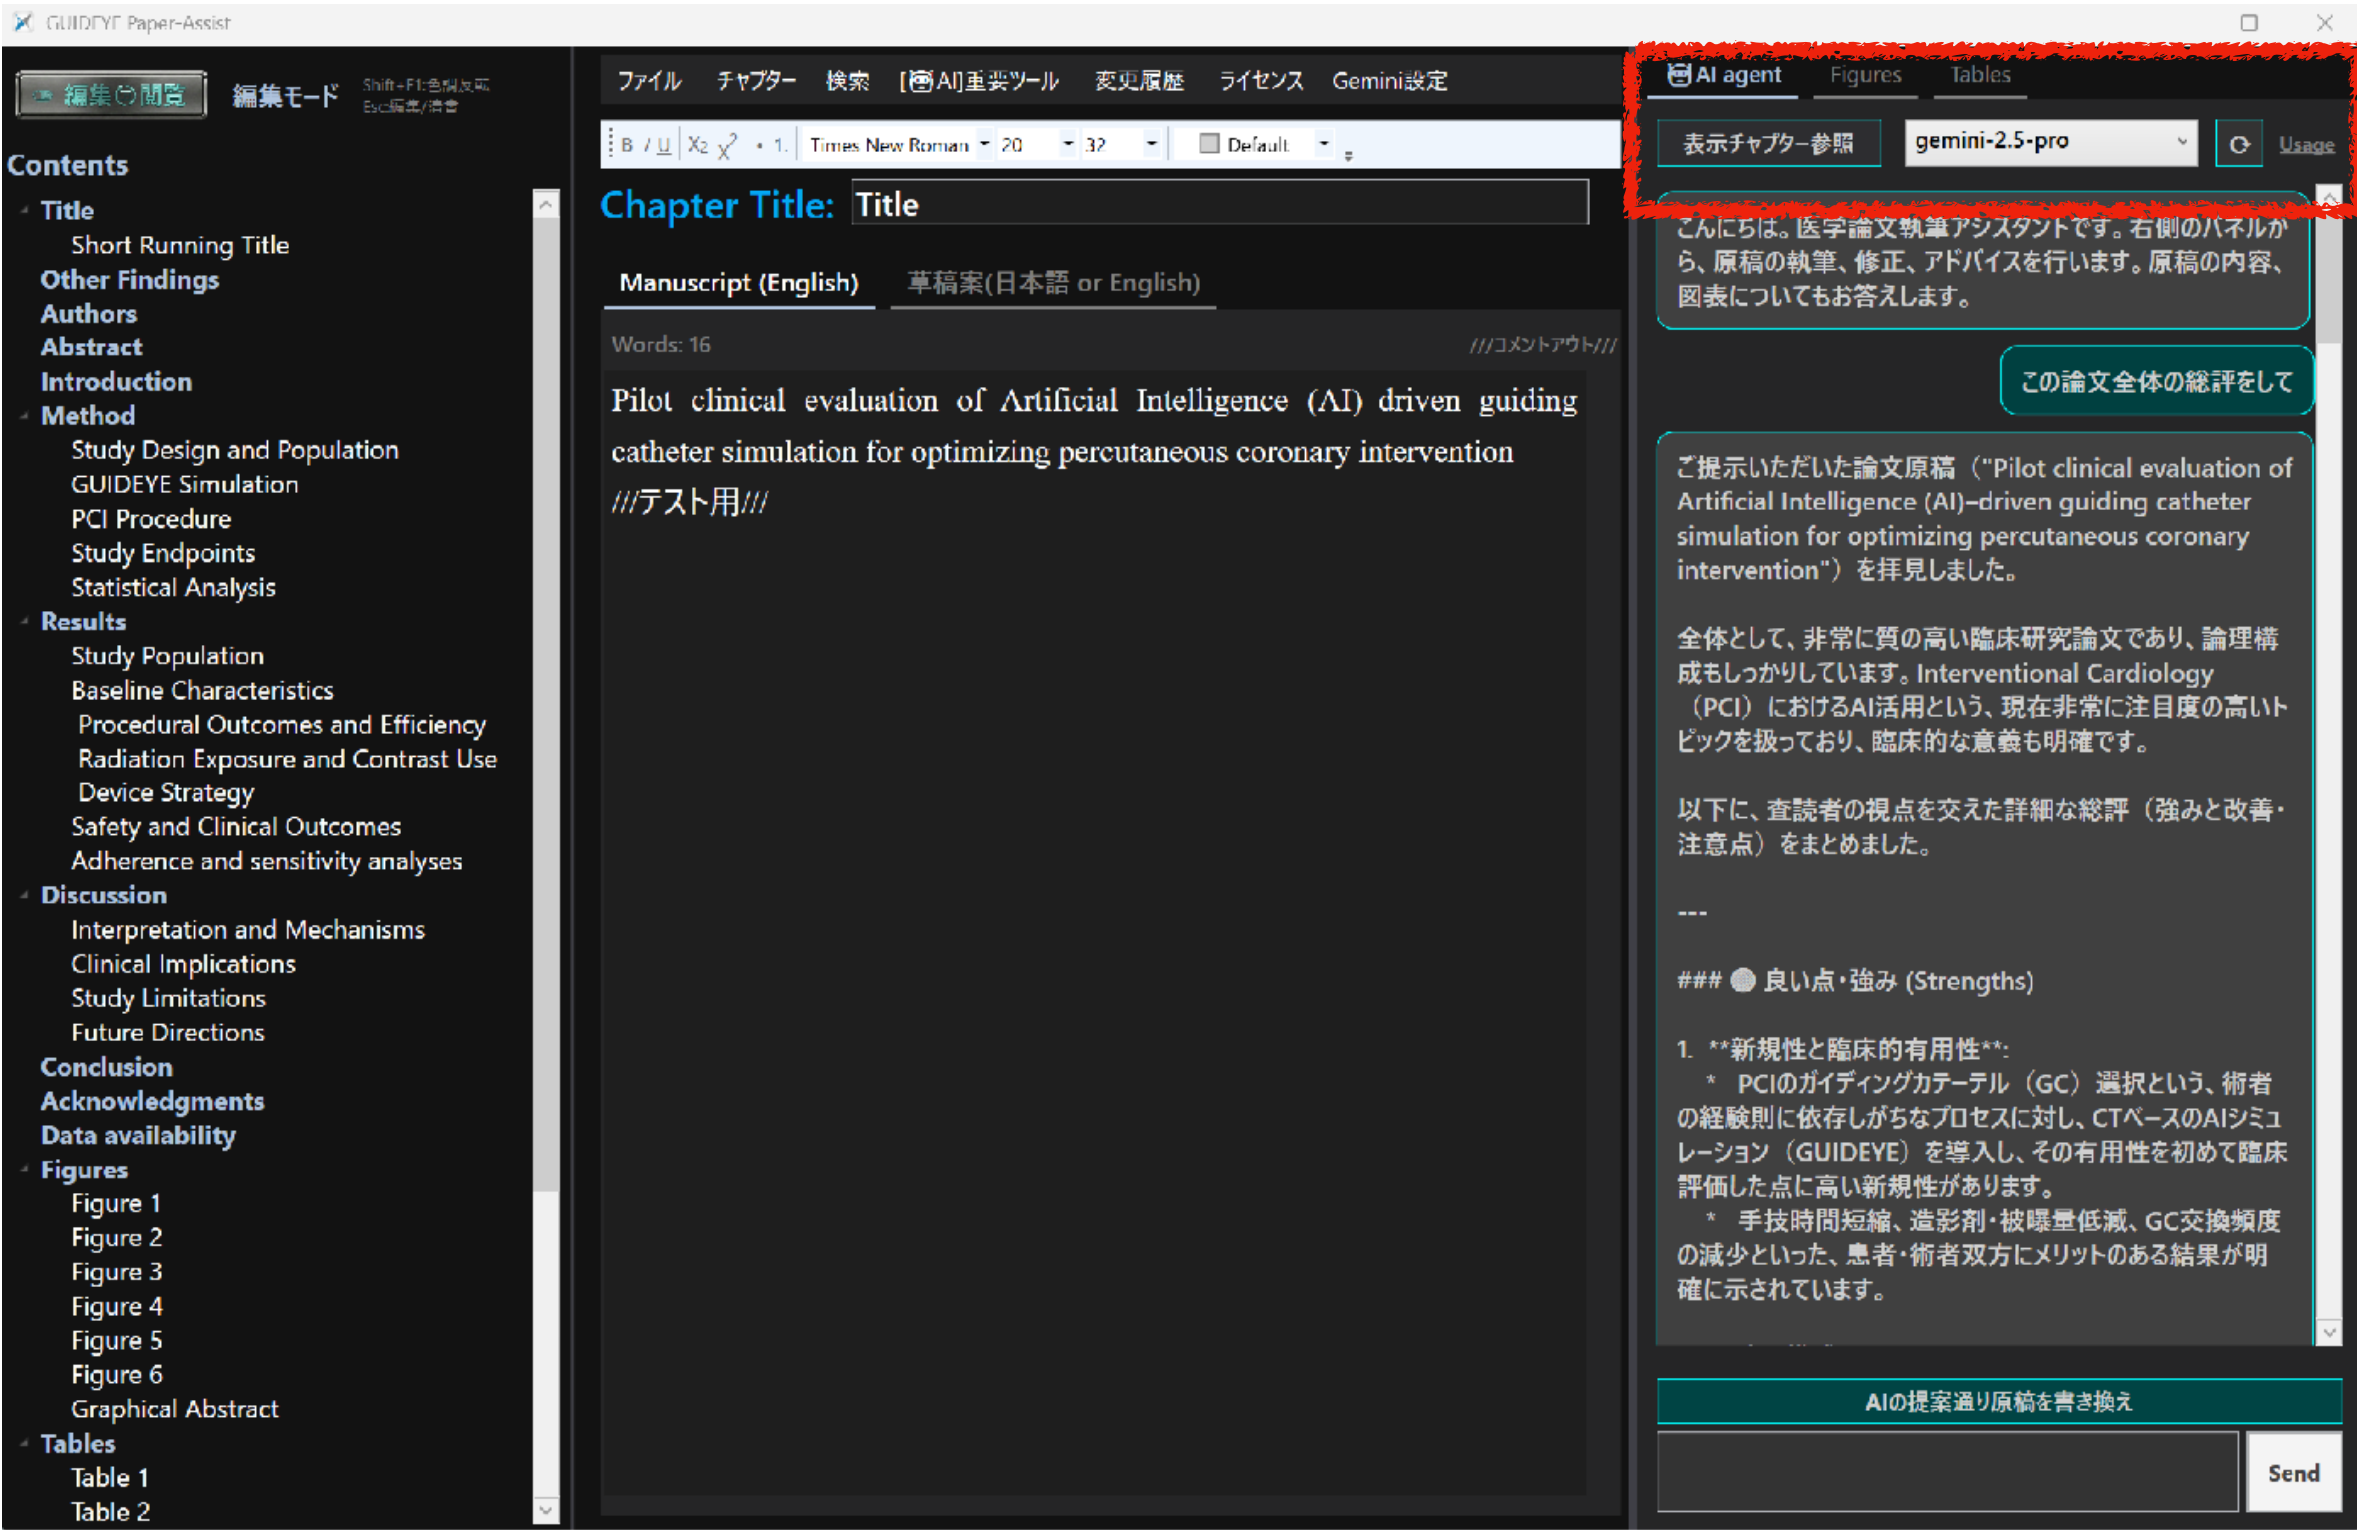 GUIDEYE Paper-Assist
編集 閲覧
編集モード
Shift+F1:色調反転
Esc:編集/清書
Contents
Title
Short Running Title
Other Findings
Authors
Abstract
Introduction
Method
Study Design and Population
GUIDEYE Simulation
PCI Procedure
Study Endpoints
Statistical Analysis
Results
Study Population
Baseline Characteristics
Procedural Outcomes and Efficiency
Radiation Exposure and Contrast Use
Device Strategy
Safety and Clinical Outcomes
Adherence and sensitivity analyses
Discussion
Interpretation and Mechanisms
Clinical Implications
Study Limitations
Future Directions
Conclusion
Acknowledgments
Data availability
Figures
Figure 1
Figure 2
Figure 3
Figure 4
Figure 5
Figure 6
Graphical Abstract
Tables
Table 1
Table 2
ファイル チャプター 検索 [AI]重要ツール 変更履歴 ライセンス Gemini設定
B I U X2 X2 • 1. Times New Roman 20 32 Default
Chapter Title: Title
Manuscript (English) 草稿案(日本語 or English)
Words: 16 ///コメントアウト///
Pilot clinical evaluation of Artificial Intelligence (AI) driven guiding
catheter simulation for optimizing percutaneous coronary intervention
///テスト用///
AI agent Figures Tables
表示チャプター参照 gemini-2.5-pro Usage
こんにちは。医学論文執筆アシスタントです。右側のパネルか
ら、原稿の執筆、修正、アドバイスを行います。原稿の内容、
図表についてもお答えします。
この論文全体の総評をして
ご提示いただいた論文原稿（"Pilot clinical evaluation of
Artificial Intelligence (AI)–driven guiding catheter
simulation for optimizing percutaneous coronary
intervention"）を拝見しました。
全体として、非常に質の高い臨床研究論文であり、論理構
成もしっかりしています。Interventional Cardiology
（PCI）におけるAI活用という、現在非常に注目度の高いト
ピックを扱っており、臨床的な意義も明確です。
以下に、査読者の視点を交えた詳細な総評（強みと改善・
注意点）をまとめました。
---
### 良い点・強み (Strengths)
1. **新規性と臨床的有用性**:
* PCIのガイディングカテーテル（GC）選択という、術者
の経験則に依存しがちなプロセスに対し、CTベースのAIシミュ
レーション（GUIDEYE）を導入し、その有用性を初めて臨床
評価した点に高い新規性があります。
* 手技時間短縮、造影剤・被曝量低減、GC交換頻度
の減少といった、患者・術者双方にメリットのある結果が明
確に示されています。
AIの提案通り原稿を書き換え
Send